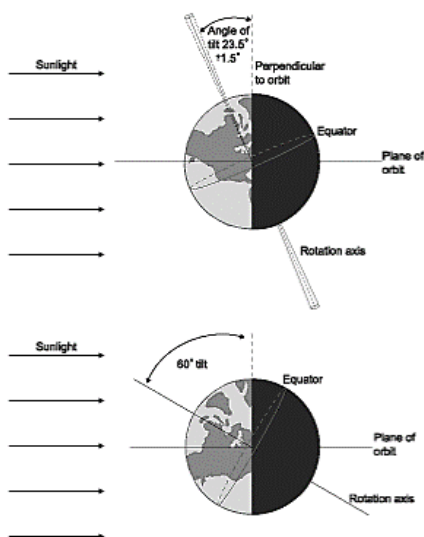 Angle of
tilt 23.5°
±1.5°
Sunlight
Perpendicular
to orbit
Equator
Plane of
orbit
Rotation axis
Sunlight
60° tilt
Equator
Plane of
orbit
Rotation axis